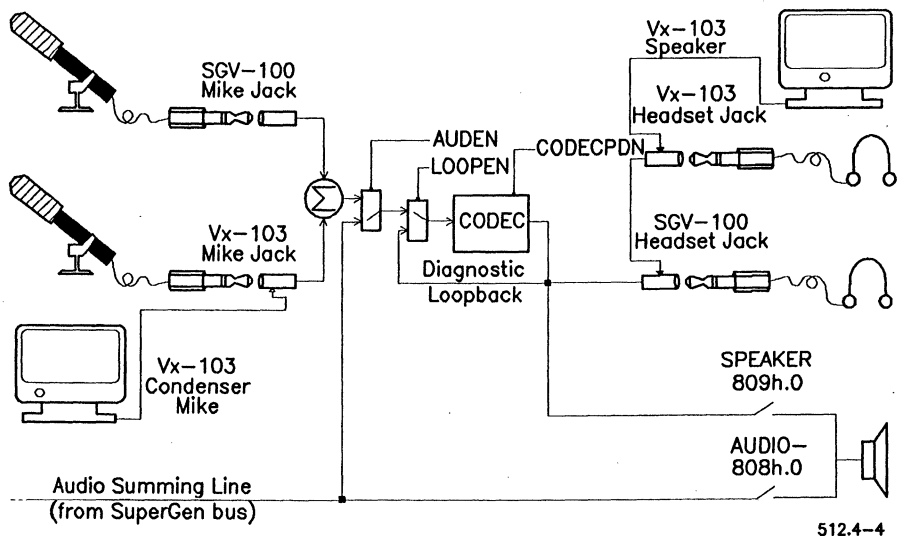 SGV-100
Mike Jack
Vx-103
Speaker
Vx-103
Headset Jack
AUDEN
LOOPEN
CODECPDN
Σ
CODEC
Vx-103
Mike Jack
SGV-100
Headset Jack
Diagnostic
Loopback
Vx-103
Condenser
Mike
SPEAKER
809h.0
AUDIO-
808h.0
Audio Summing Line
(from SuperGen bus)
512.4-4